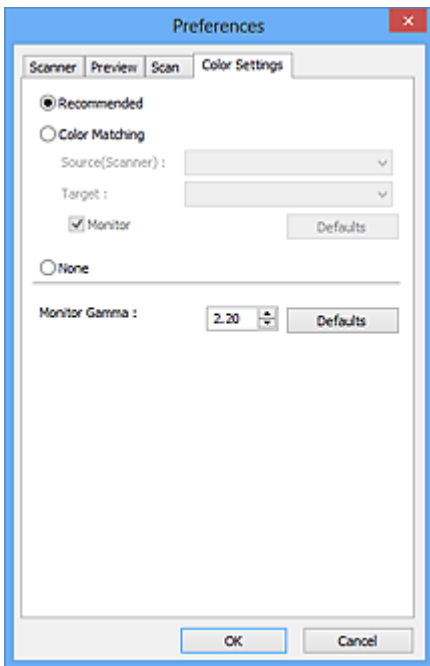 Preferences
Scanner Preview Scan Color Settings
Recommended
Color Matching
Source(Scanner) :
Target :
Monitor Defaults
None
Monitor Gamma : 2.20 Defaults
OK Cancel